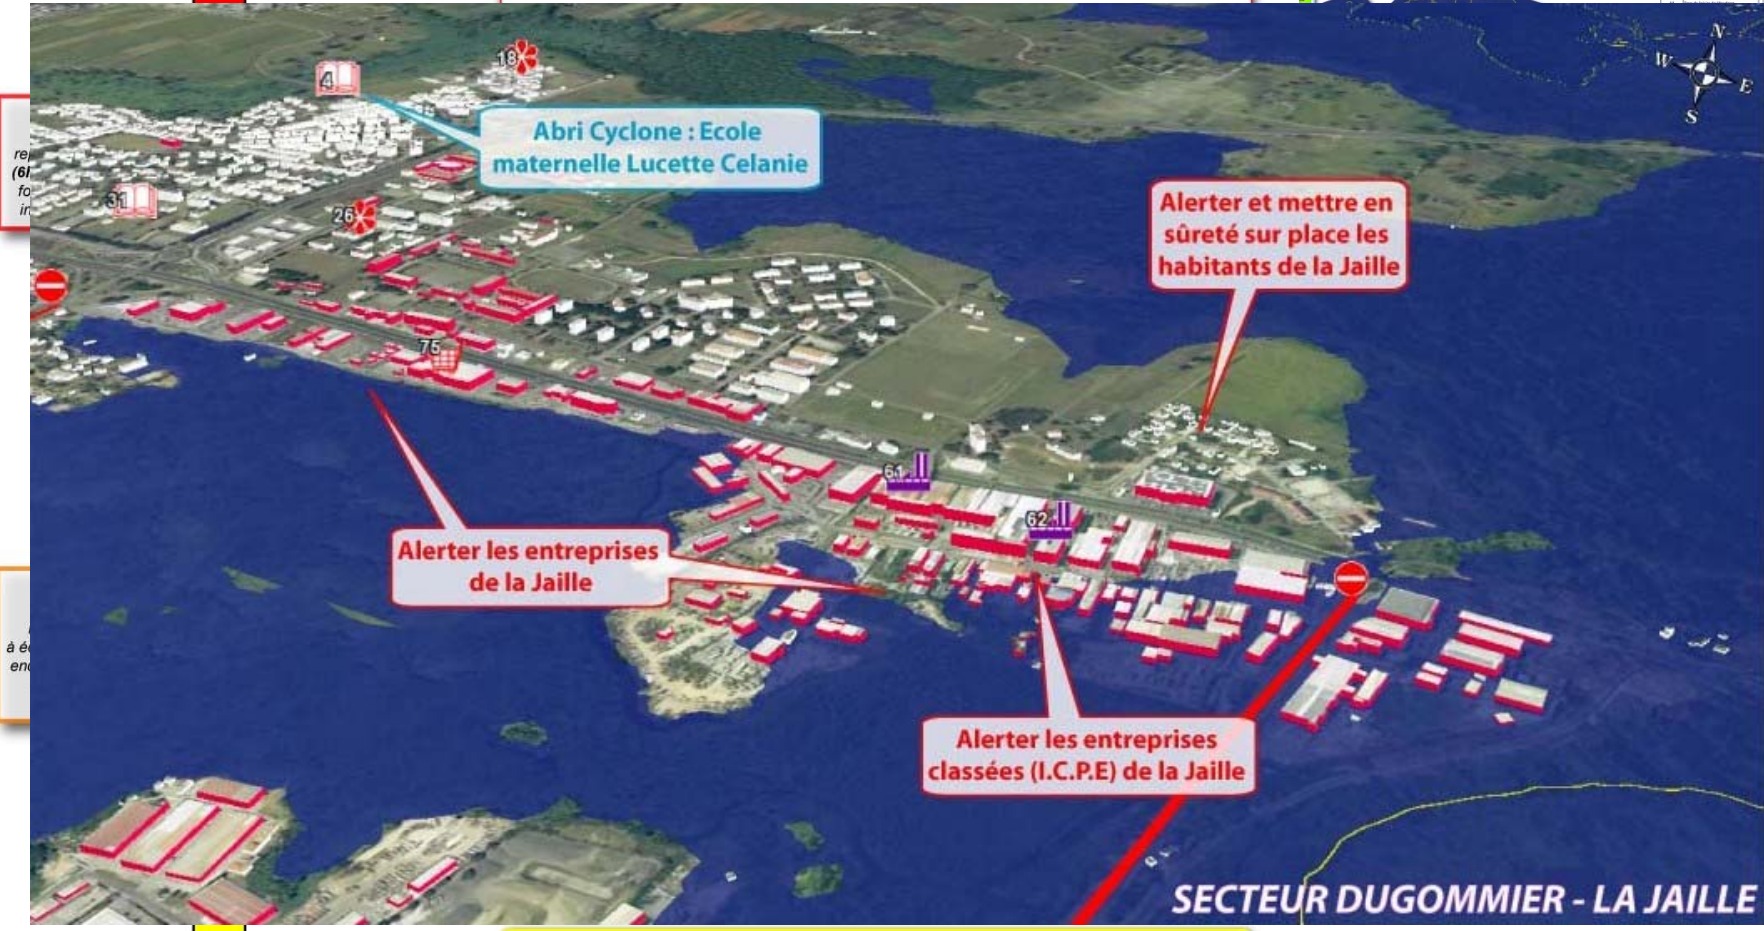 N
W
E
S
18
4
Abri Cyclone : Ecole
maternelle Lucette Celanie
31
26
Alerter et mettre en
sûreté sur place les
habitants de la Jaille
(6
fo
à
75
61
62
Alerter les entreprises
de la Jaille
Alerter les entreprises
classées (I.C.P.E) de la Jaille
SECTEUR DUGOMMIER - LA JAILLE